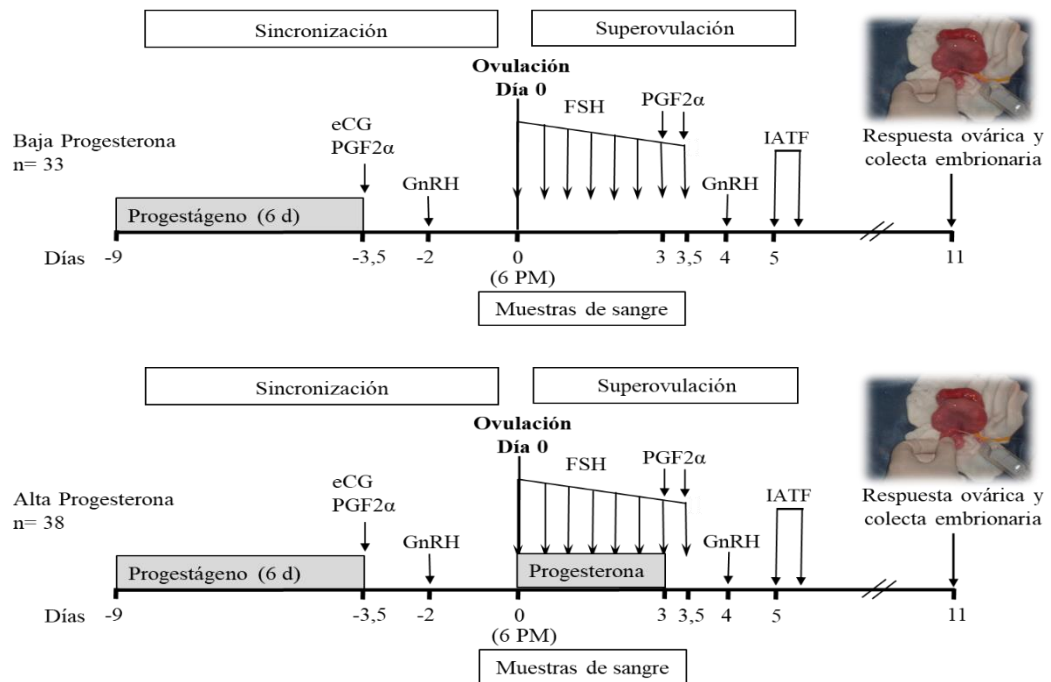 Sincronización
Superovulación
Ovulación
Día 0
FSH
PGF2α
eCG
PGF2α
GnRH
GnRH
IATF
Respuesta ovárica y
colecta embrionaria
Baja Progesterona
n= 33
Progestágeno (6 d)
Días -9 -3,5 -2 0 3 3,5 4 5 11
(6 PM)
Muestras de sangre
Sincronización
Superovulación
Ovulación
Día 0
FSH
PGF2α
eCG
PGF2α
GnRH
GnRH
IATF
Respuesta ovárica y
colecta embrionaria
Alta Progesterona
n= 38
Progestágeno (6 d)
Progesterona
Días -9 -3,5 -2 0 3 3,5 4 5 11
(6 PM)
Muestras de sangre